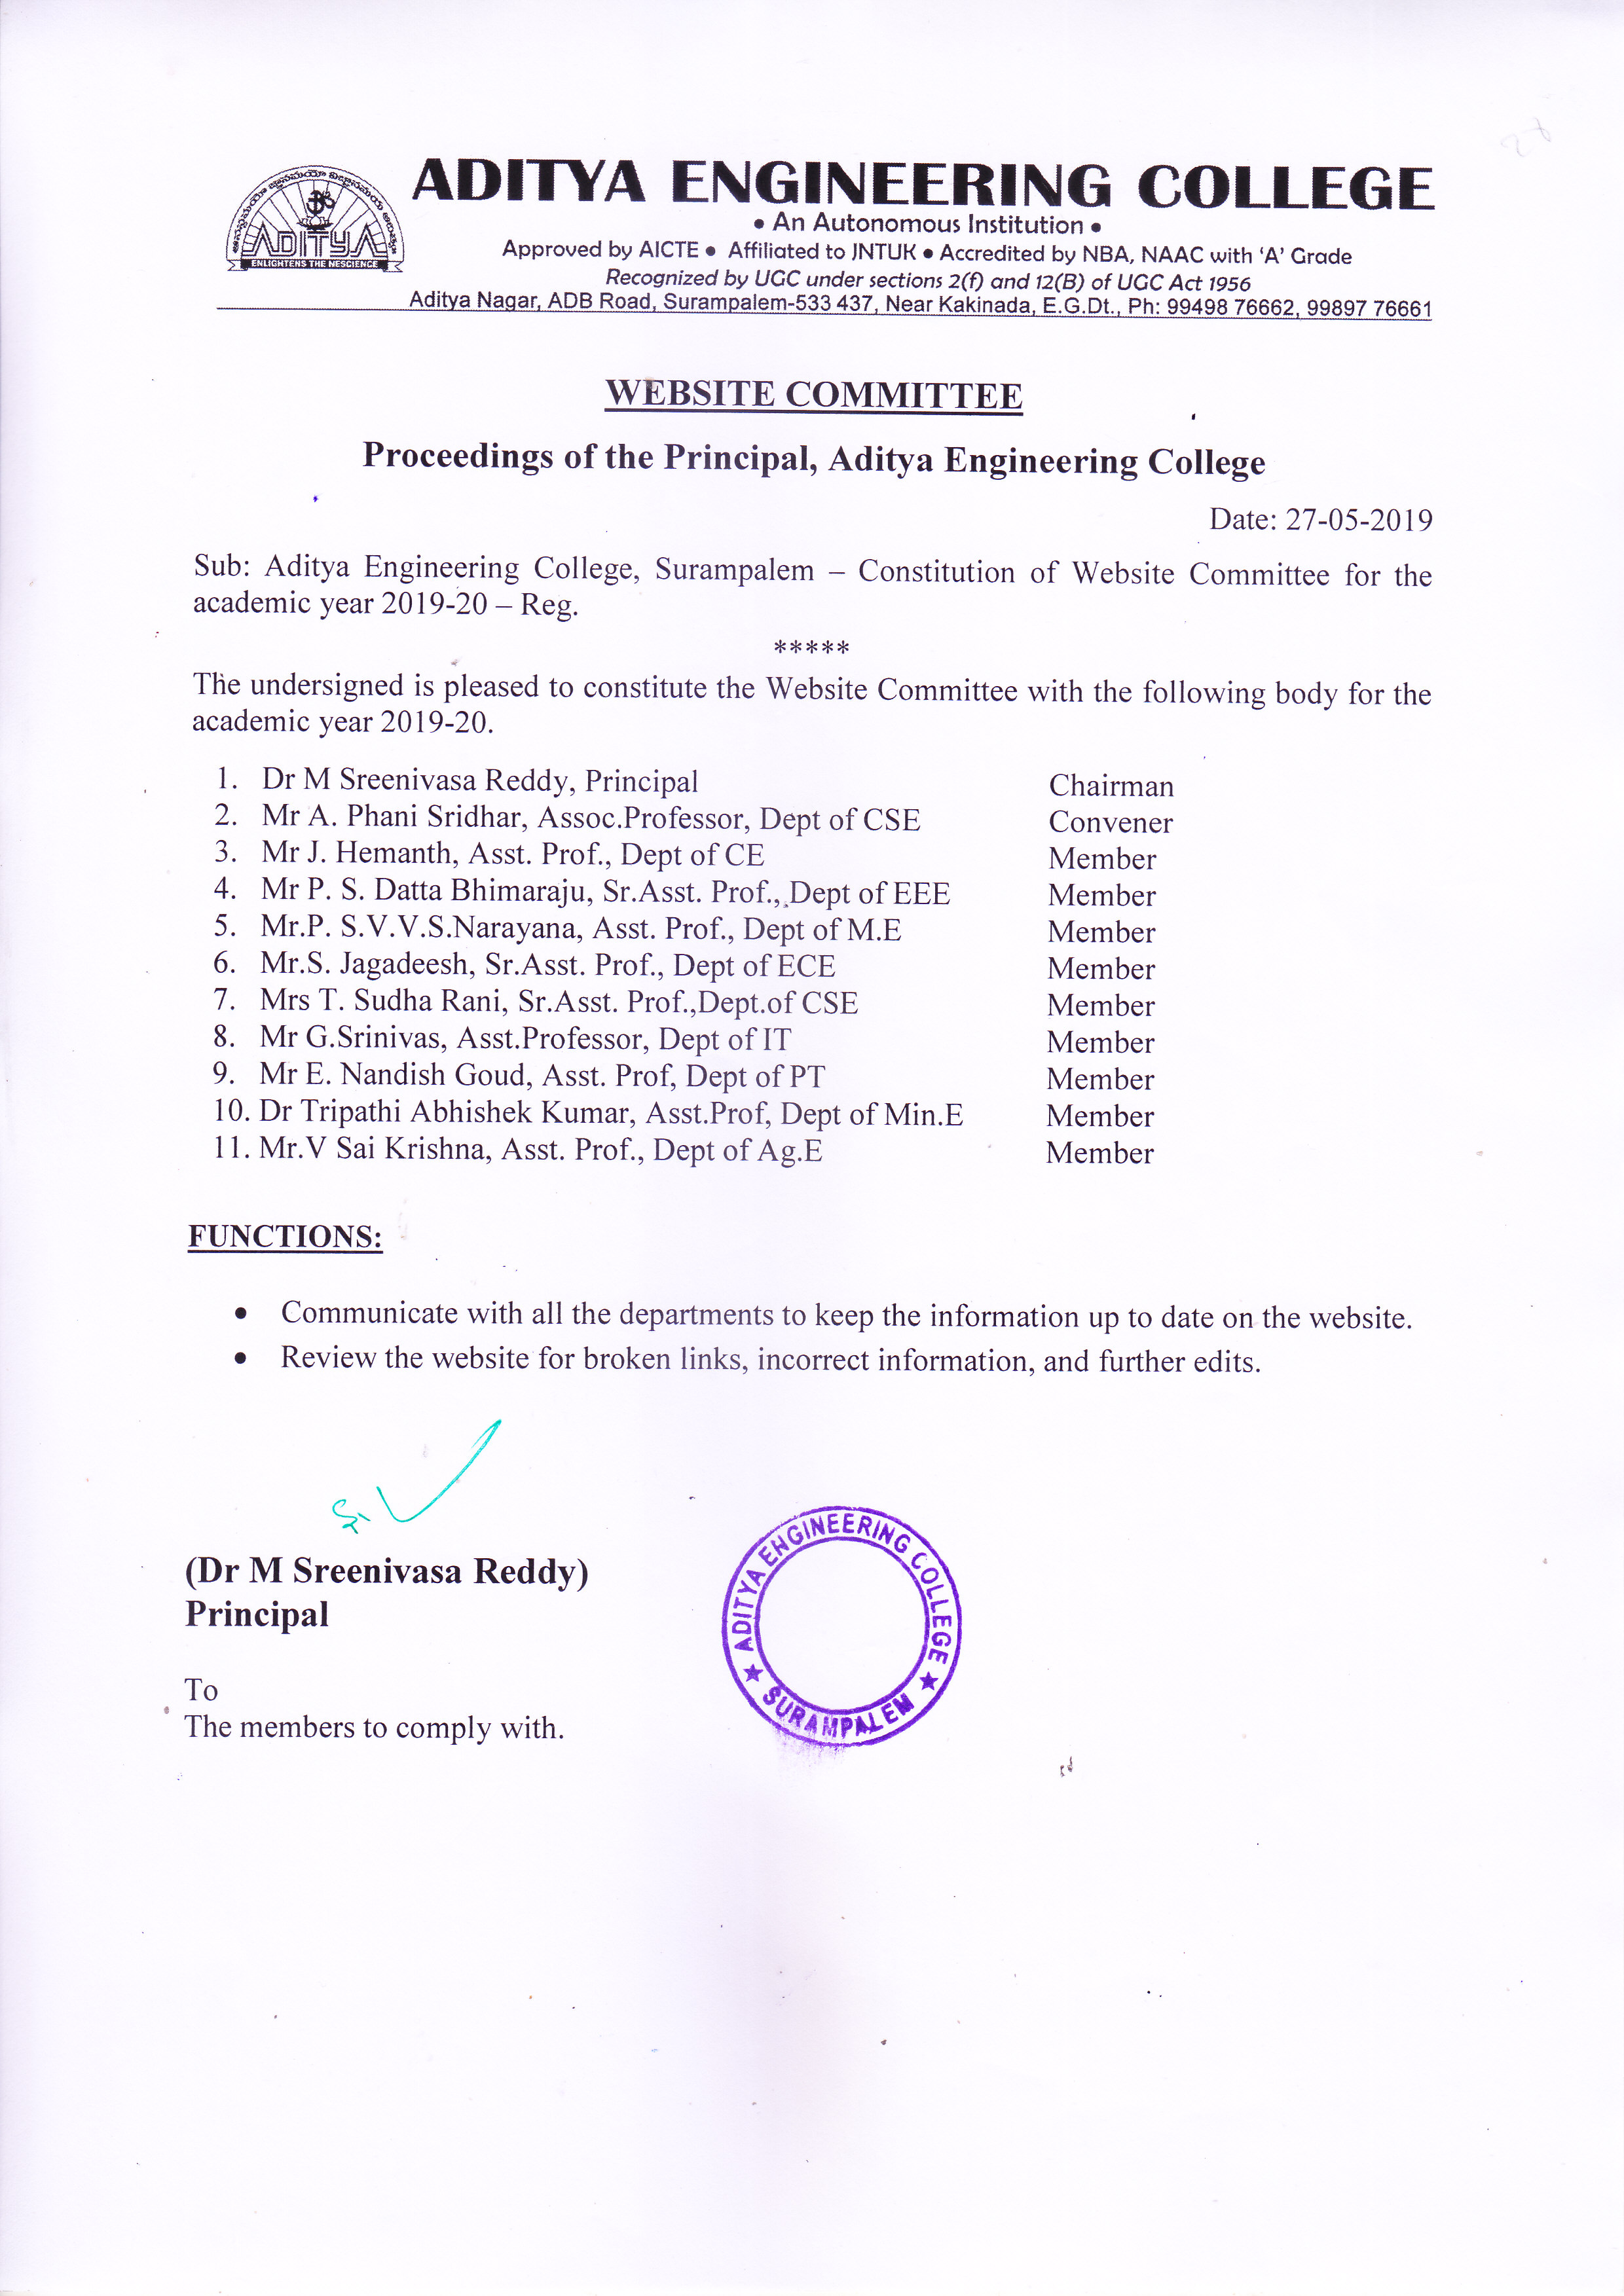 ADITYA ENGINEERING COLLEGE
• An Autonomous Institution •
Approved by AICTE • Affiliated to JNTUK • Accredited by NBA, NAAC with ‘A’ Grade
Recognized by UGC under sections 2(f) and 12(B) of UGC Act 1956
Aditya Nagar, ADB Road, Surampalem-533 437, Near Kakinada, E.G.Dt., Ph: 99498 76662, 99897 76661
ADITYA
ENLIGHTENS THE NESCIENCE
WEBSITE COMMITTEE
Proceedings of the Principal, Aditya Engineering College
Date: 27-05-2019
Sub: Aditya Engineering College, Surampalem – Constitution of Website Committee for the
academic year 2019-20 – Reg.
*****
The undersigned is pleased to constitute the Website Committee with the following body for the
academic year 2019-20.
1. Dr M Sreenivasa Reddy, Principal Chairman
2. Mr A. Phani Sridhar, Assoc.Professor, Dept of CSE Convener
3. Mr J. Hemanth, Asst. Prof., Dept of CE Member
4. Mr P. S. Datta Bhimaraju, Sr.Asst. Prof., Dept of EEE Member
5. Mr.P. S.V.V.S.Narayana, Asst. Prof., Dept of M.E Member
6. Mr.S. Jagadeesh, Sr.Asst. Prof., Dept of ECE Member
7. Mrs T. Sudha Rani, Sr.Asst. Prof.,Dept.of CSE Member
8. Mr G.Srinivas, Asst.Professor, Dept of IT Member
9. Mr E. Nandish Goud, Asst. Prof, Dept of PT Member
10. Dr Tripathi Abhishek Kumar, Asst.Prof, Dept of Min.E Member
11. Mr.V Sai Krishna, Asst. Prof., Dept of Ag.E Member
FUNCTIONS:
• Communicate with all the departments to keep the information up to date on the website.
• Review the website for broken links, incorrect information, and further edits.
(Dr M Sreenivasa Reddy)
Principal
To
The members to comply with.
ADITYA ENGINEERING COLLEGE
★ SURAMPALEM ★